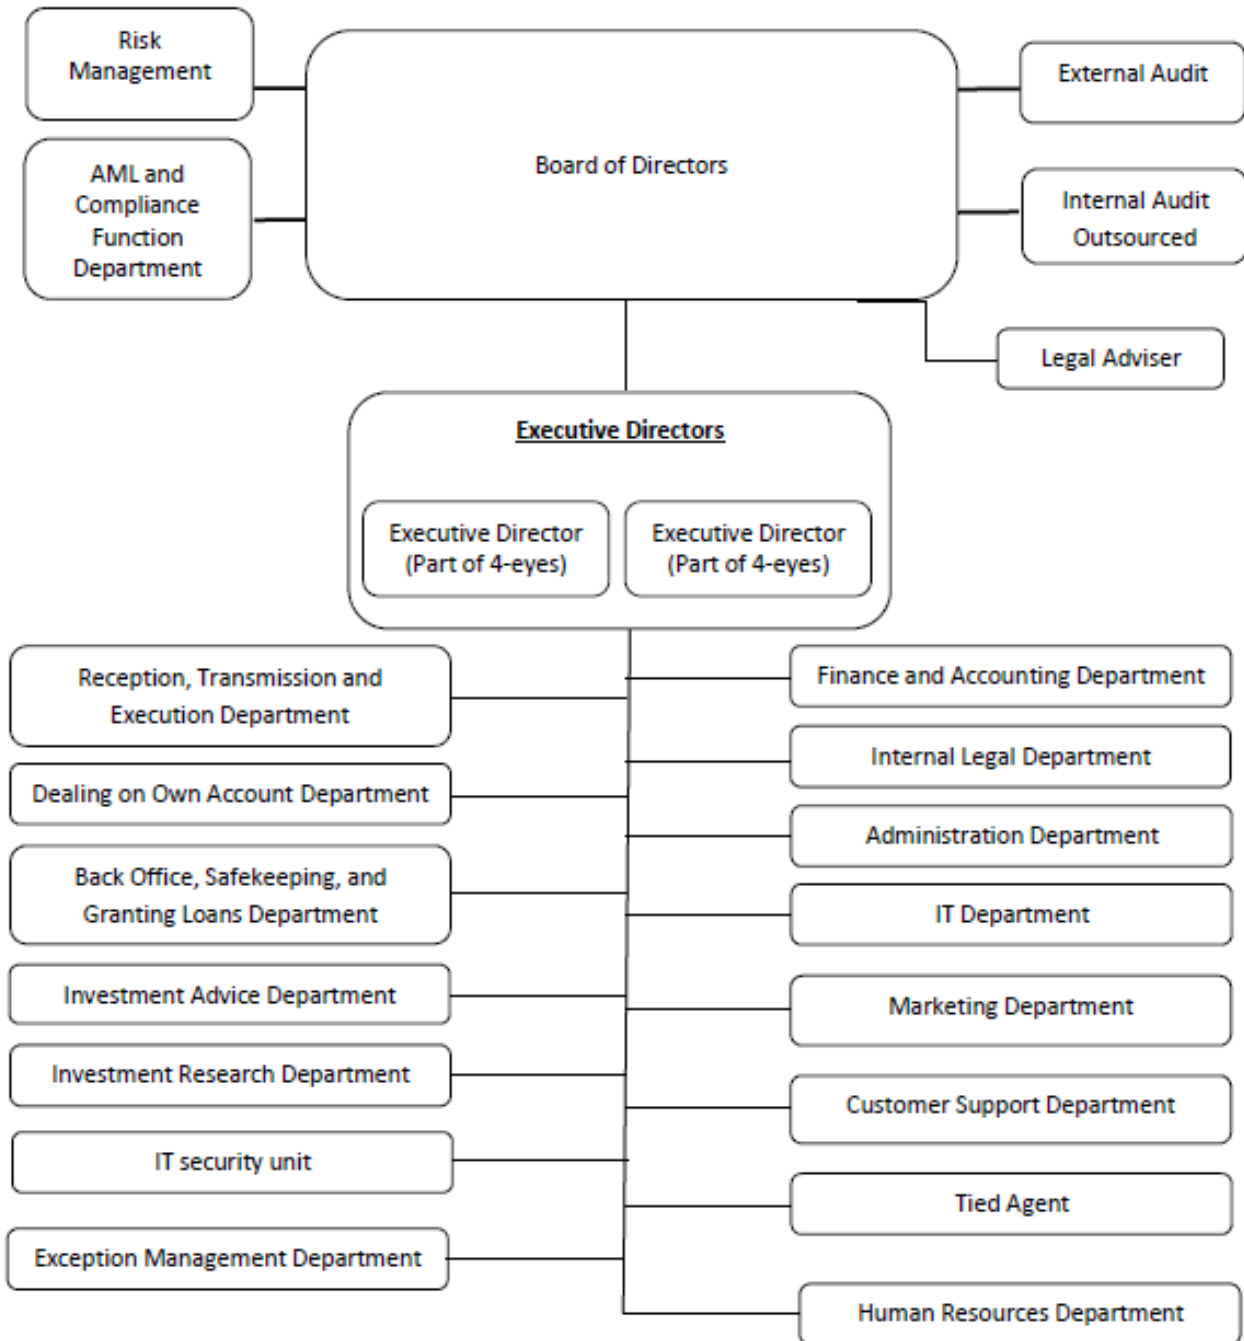 Risk
Management
AML and
Compliance
Function
Department
Board of Directors
External Audit
Internal Audit
Outsourced
Legal Adviser
Executive Directors
Executive Director
(Part of 4-eyes)
Executive Director
(Part of 4-eyes)
Reception, Transmission and
Execution Department
Dealing on Own Account Department
Back Office, Safekeeping, and
Granting Loans Department
Investment Advice Department
Investment Research Department
IT security unit
Exception Management Department
Finance and Accounting Department
Internal Legal Department
Administration Department
IT Department
Marketing Department
Customer Support Department
Tied Agent
Human Resources Department